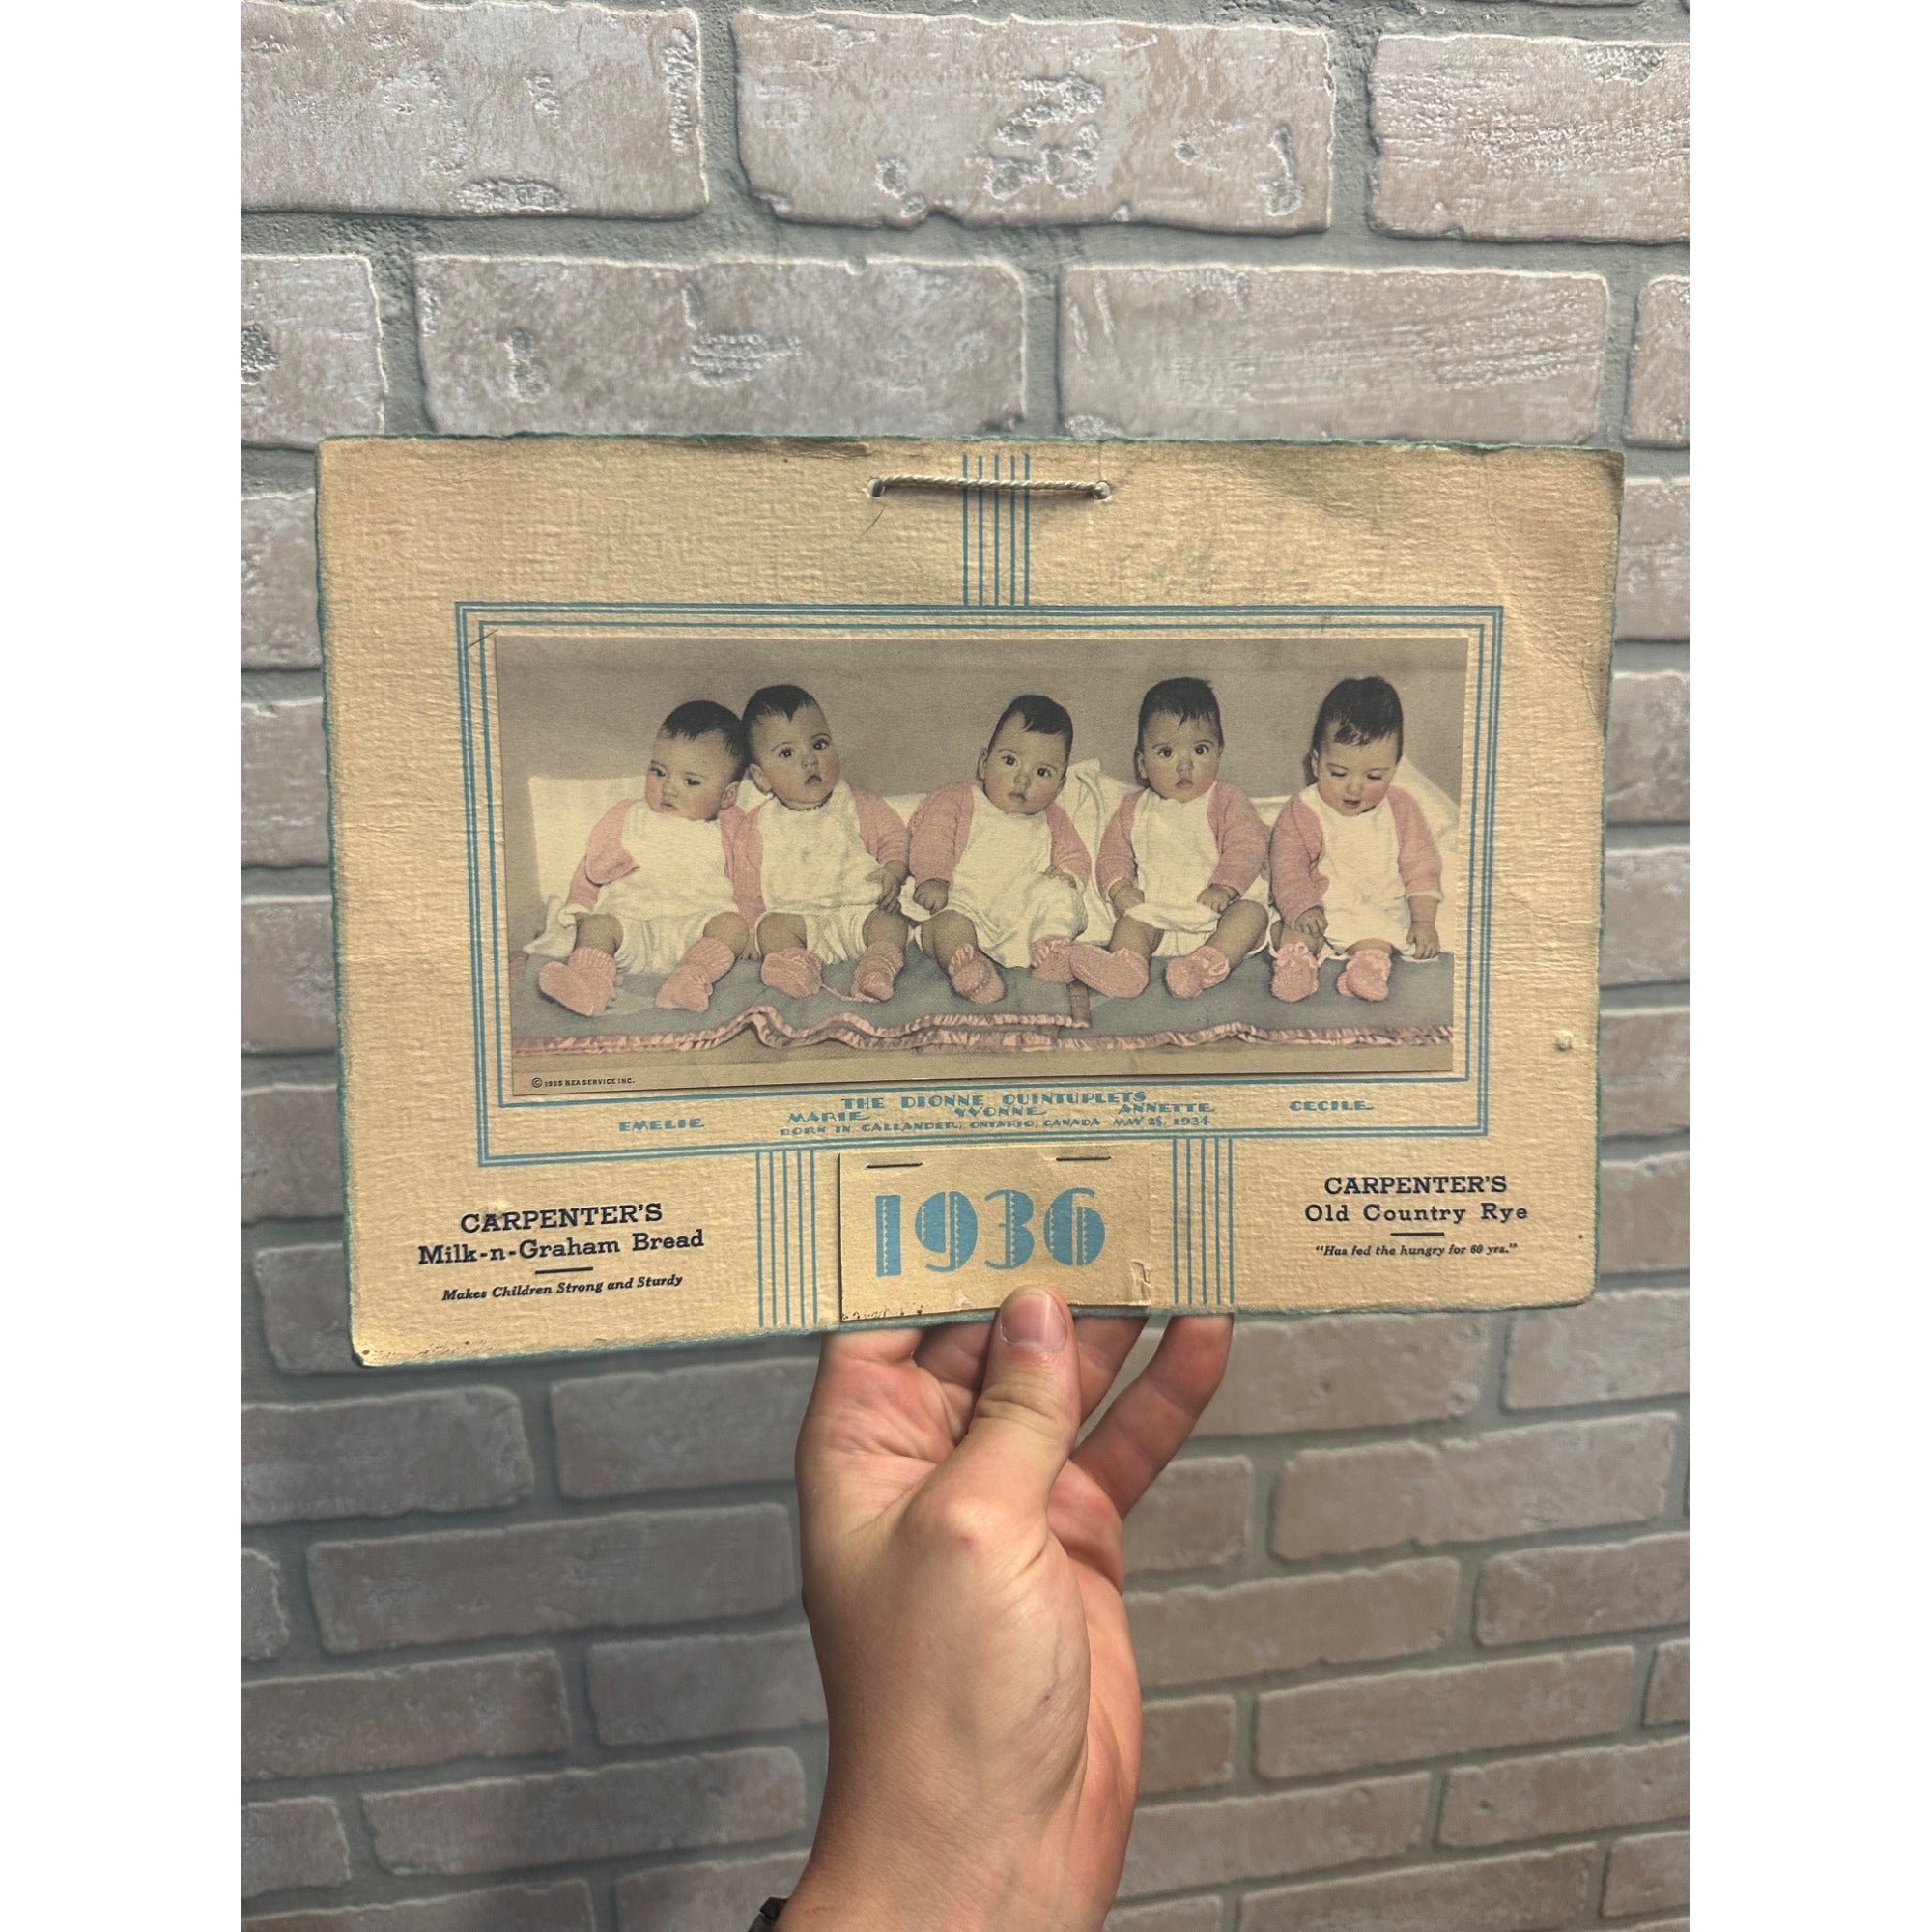 © 1935 NEA SERVICE INC.
THE DIONNE QUINTUPLETS
EMELIE MARIE YVONNE ANNETTE CECILE
BORN IN CALLANDER, ONTARIO, CANADA - MAY 28, 1934
CARPENTER'S
Milk-n-Graham Bread
Makes Children Strong and Sturdy
1936
CARPENTER'S
Old Country Rye
"Has fed the hungry for 60 yrs."